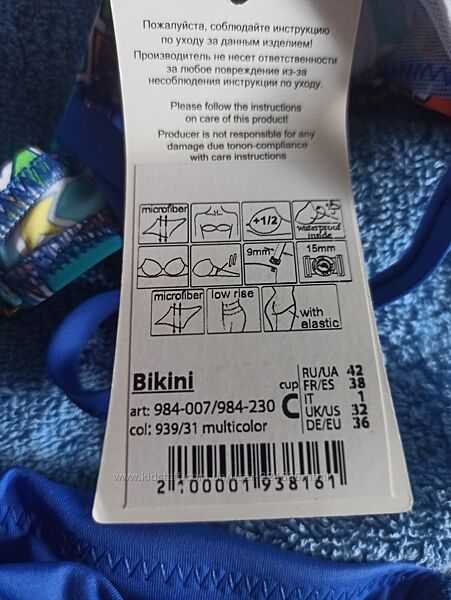 Пожалуйста, соблюдайте инструкцию
по уходу за данным изделием!
Производитель не несет ответственности
за любое повреждение из-за
несоблюдения инструкции по уходу.
Please follow the instructions
on care of this product!
Producer is not responsible for any
damage due tonon-compliance
with care instructions
microfiber
+1/2
waterproof
inside
9mm
15mm
microfiber
low rise
with
elastic
Bikini
art: 984-007/984-230
col: 939/31 multicolor
cup
C
RU/UA 42
FR/ES 38
IT 1
UK/US 32
DE/EU 36
2100001938101